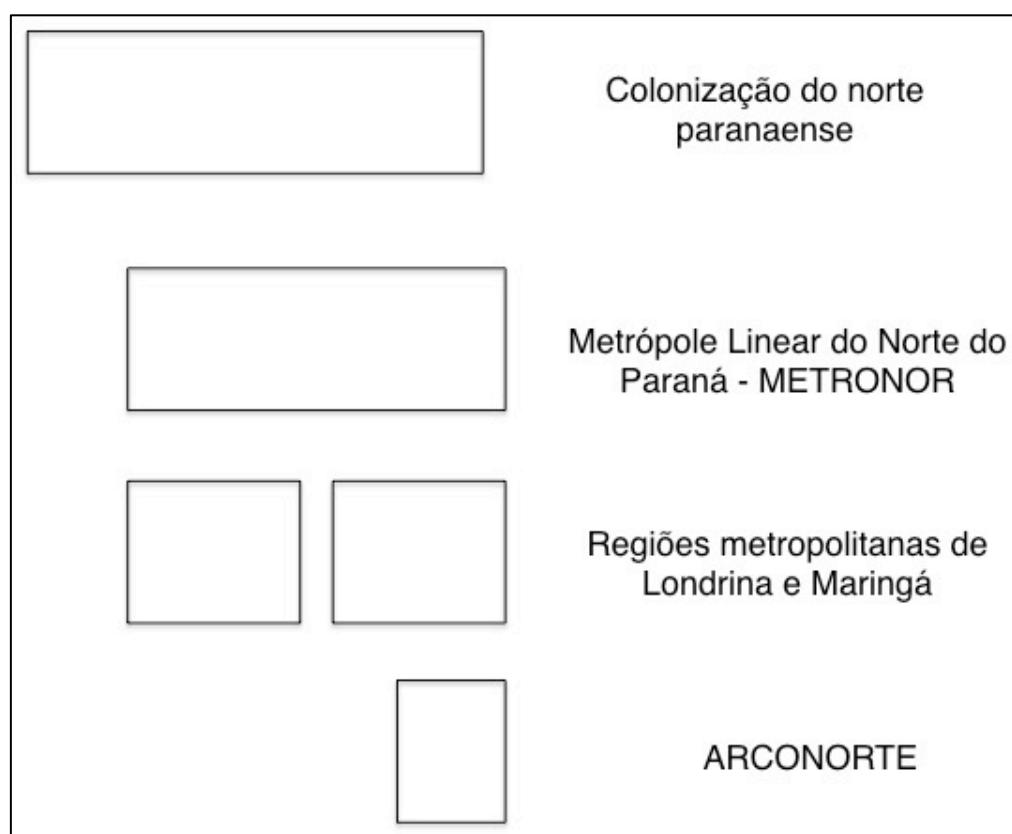 Colonização do norte
paranaense
Metrópole Linear do Norte do
Paraná - METRONOR
Regiões metropolitanas de
Londrina e Maringá
ARCONORTE